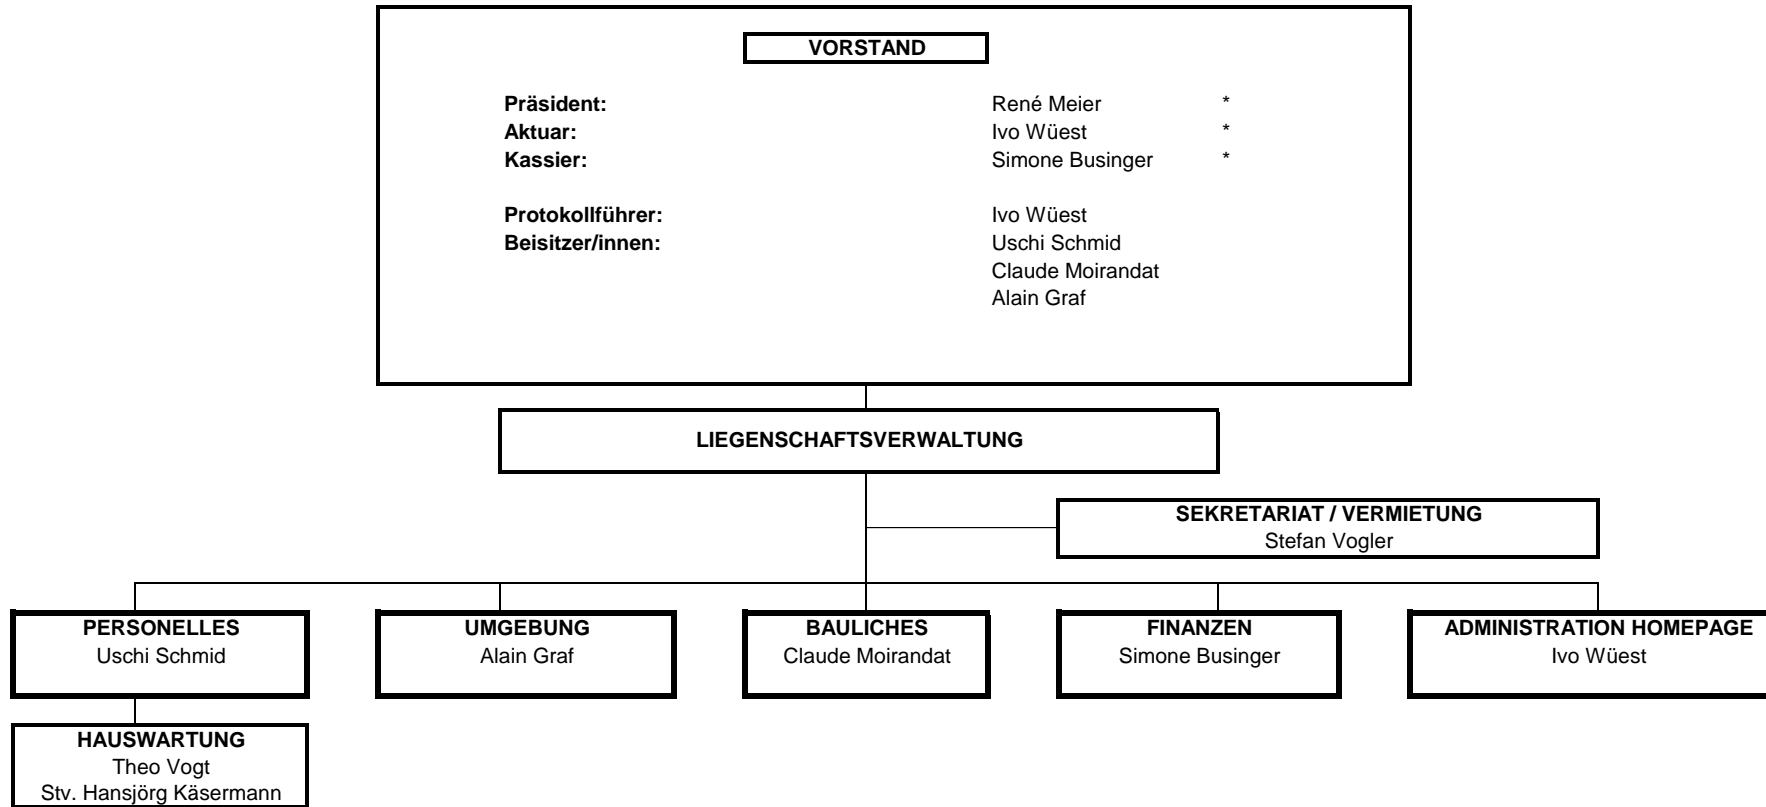 VORSTAND
Präsident: René Meier *
Aktuar: Ivo Wüest *
Kassier: Simone Businger *
Protokollführer: Ivo Wüest
Beisitzer/innen: Uschi Schmid
Claude Moirandat
Alain Graf
LIEGENSCHAFTSVERWALTUNG
SEKRETARIAT / VERMIETUNG
Stefan Vogler
PERSONELLES
Uschi Schmid
UMGEBUNG
Alain Graf
BAULICHES
Claude Moirandat
FINANZEN
Simone Businger
ADMINISTRATION HOMEPAGE
Ivo Wüest
HAUSWARTUNG
Theo Vogt
Stv. Hansjörg Käsermann